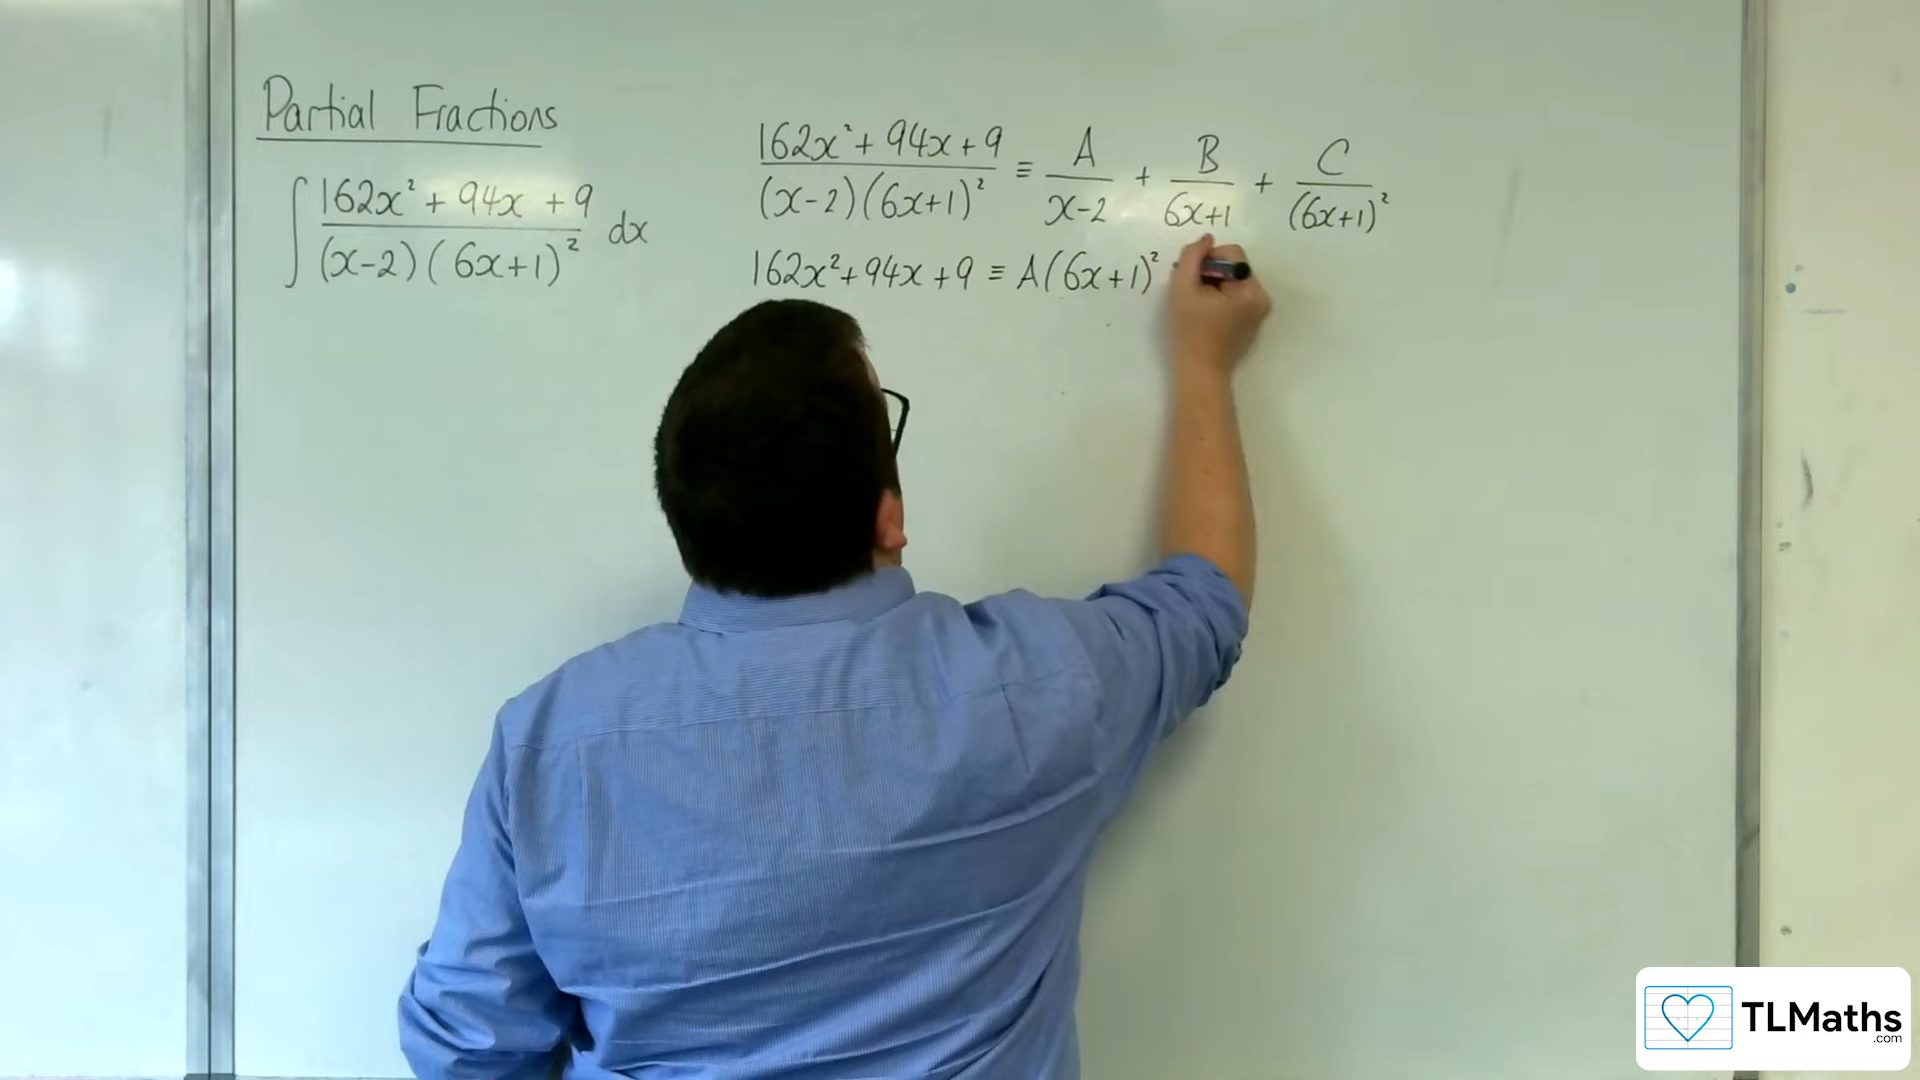 Partial Fractions
∫ (162x² + 94x + 9)/((x-2)(6x+1)²) dx
(162x² + 94x + 9)/((x-2)(6x+1)²) ≡ A/(x-2) + B/(6x+1) + C/(6x+1)²
162x² + 94x + 9 ≡ A(6x+1)²
TLMaths
.com